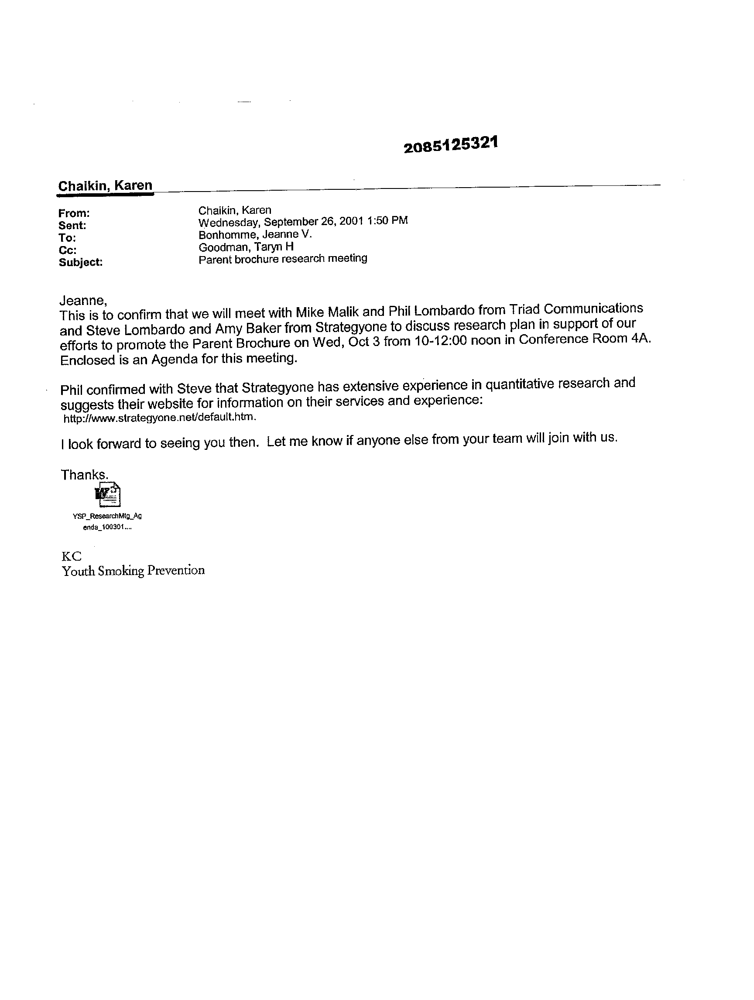 2085125321
Chaikin, Karen
From: Chaikin, Karen
Sent: Wednesday, September 26, 2001 1:50 PM
To: Bonhomme, Jeanne V.
Cc: Goodman, Taryn H
Subject: Parent brochure research meeting
Jeanne,
This is to confirm that we will meet with Mike Malik and Phil Lombardo from Triad Communications
and Steve Lombardo and Amy Baker from Strategyone to discuss research plan in support of our
efforts to promote the Parent Brochure on Wed, Oct 3 from 10-12:00 noon in Conference Room 4A.
Enclosed is an Agenda for this meeting.
Phil confirmed with Steve that Strategyone has extensive experience in quantitative research and
suggests their website for information on their services and experience:
http://www.strategyone.net/default.htm.
I look forward to seeing you then.  Let me know if anyone else from your team will join with us.
Thanks.
W
YSP_ResearchMtg_Ag
enda_100301....
KC
Youth Smoking Prevention